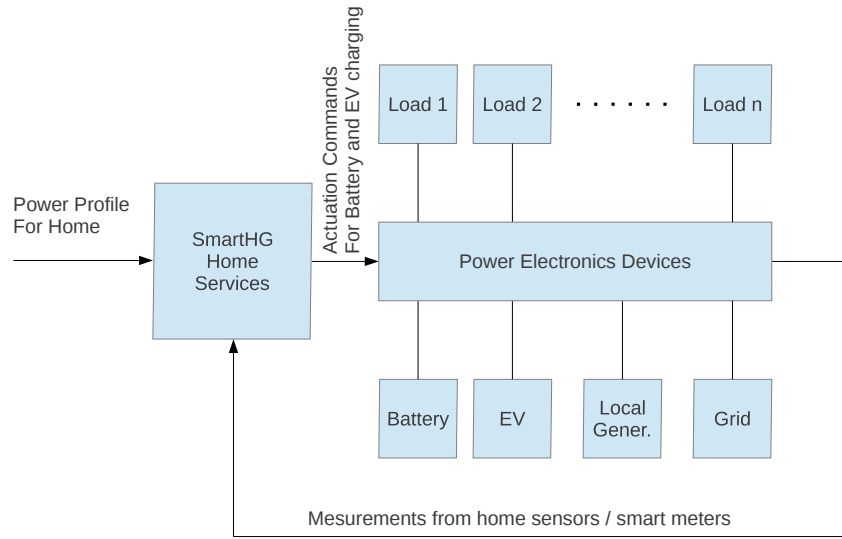 Actuation Commands
For Battery and EV charging
Load 1
Load 2
. . . . . .
Load n
Power Profile
For Home
SmartHG
Home
Services
Power Electronics Devices
Battery
EV
Local
Gener.
Grid
Mesurements from home sensors / smart meters